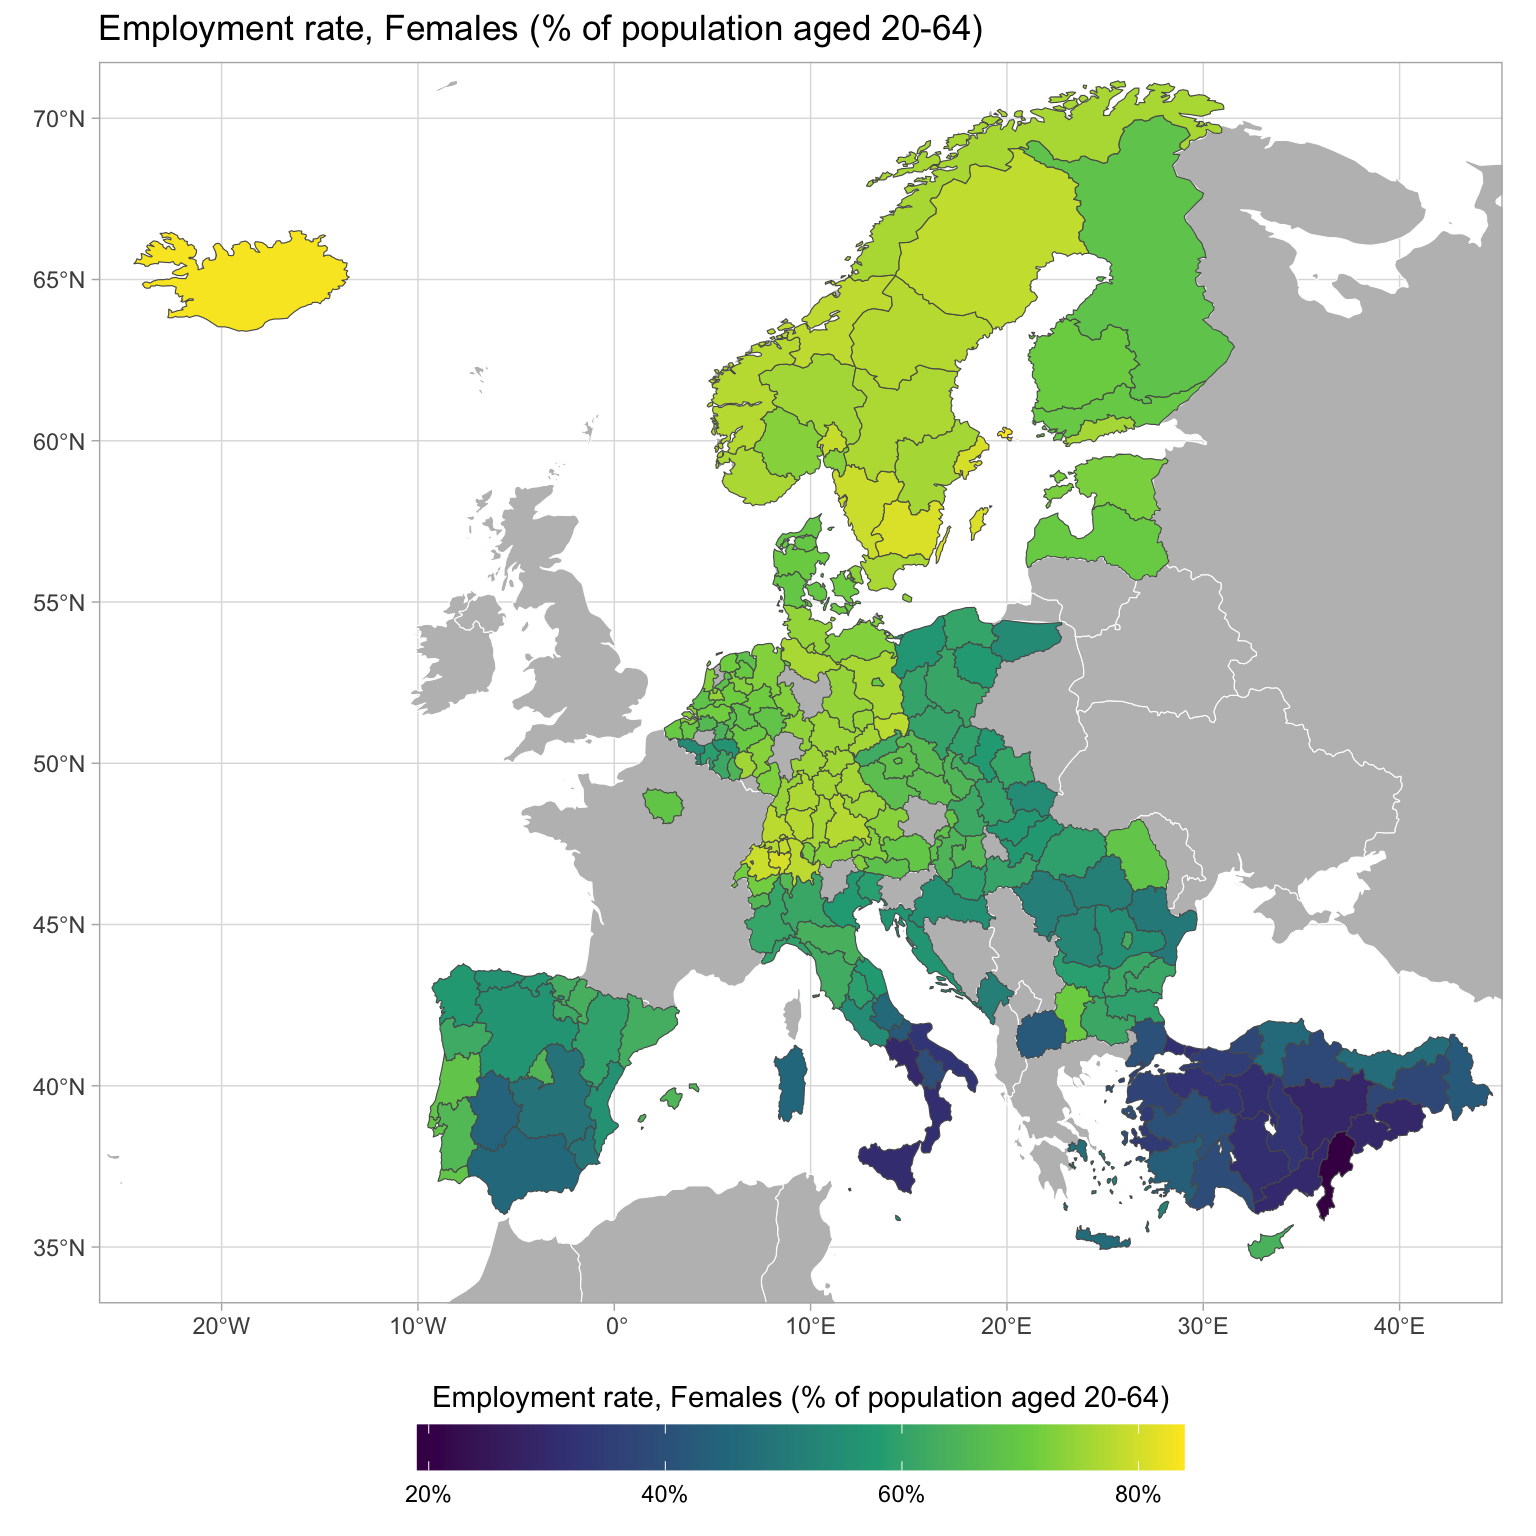 Employment rate, Females (% of population aged 20-64)
70°N
65°N
60°N
55°N
50°N
45°N
40°N
35°N
20°W 10°W 0° 10°E 20°E 30°E 40°E
Employment rate, Females (% of population aged 20-64)
20% 40% 60% 80%